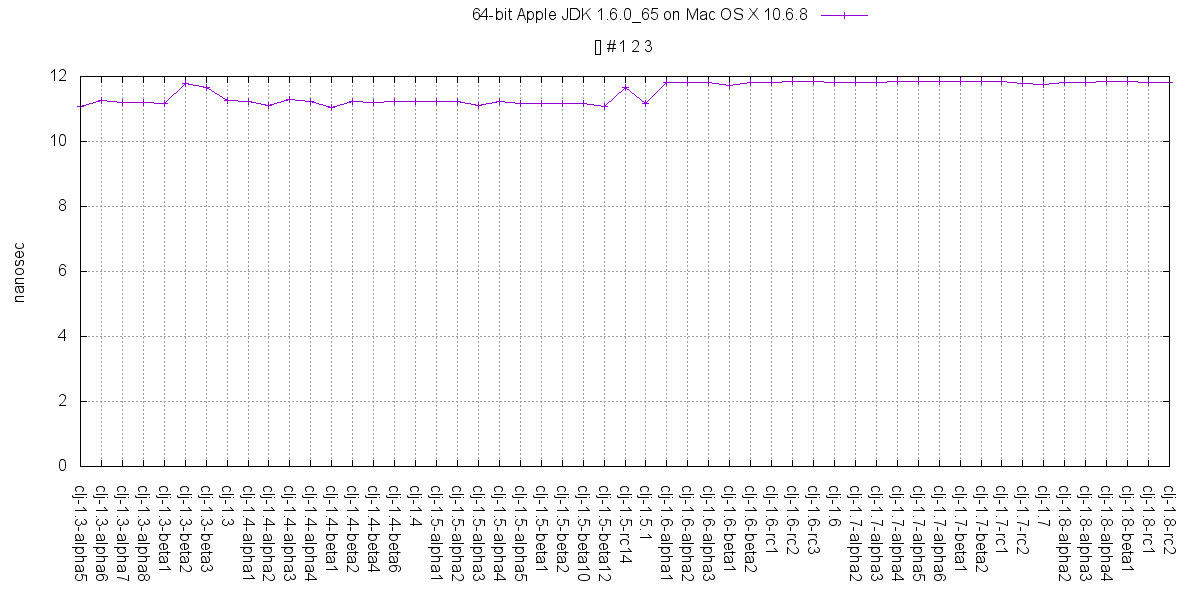 64-bit Apple JDK 1.6.0_65 on Mac OS X 10.6.8
[] # 1 2 3
12
10
8
6
4
2
0
nanosec
clj-1.3-alpha5
clj-1.3-alpha6
clj-1.3-alpha7
clj-1.3-alpha8
clj-1.3-beta1
clj-1.3-beta2
clj-1.3-beta3
clj-1.3
clj-1.4-alpha1
clj-1.4-alpha2
clj-1.4-alpha3
clj-1.4-alpha4
clj-1.4-beta1
clj-1.4-beta2
clj-1.4-beta4
clj-1.4-beta6
clj-1.4
clj-1.5-alpha1
clj-1.5-alpha2
clj-1.5-alpha3
clj-1.5-alpha4
clj-1.5-alpha5
clj-1.5-beta1
clj-1.5-beta2
clj-1.5-beta10
clj-1.5-beta12
clj-1.5-rc14
clj-1.5.1
clj-1.6-alpha1
clj-1.6-alpha2
clj-1.6-alpha3
clj-1.6-beta1
clj-1.6-beta2
clj-1.6-rc1
clj-1.6-rc2
clj-1.6-rc3
clj-1.6
clj-1.7-alpha2
clj-1.7-alpha3
clj-1.7-alpha4
clj-1.7-alpha5
clj-1.7-alpha6
clj-1.7-beta1
clj-1.7-beta2
clj-1.7-rc1
clj-1.7-rc2
clj-1.7
clj-1.8-alpha2
clj-1.8-alpha3
clj-1.8-alpha4
clj-1.8-beta1
clj-1.8-rc1
clj-1.8-rc2